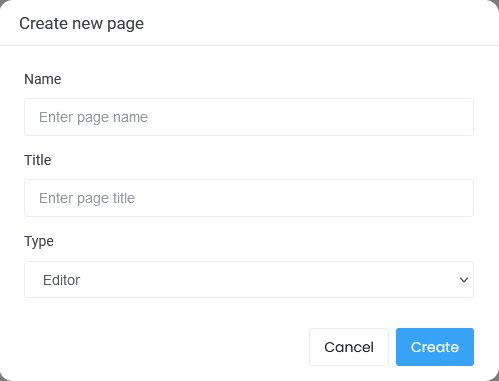 Create new page
Name
Enter page name
Title
Enter page title
Type
Editor
Cancel Create